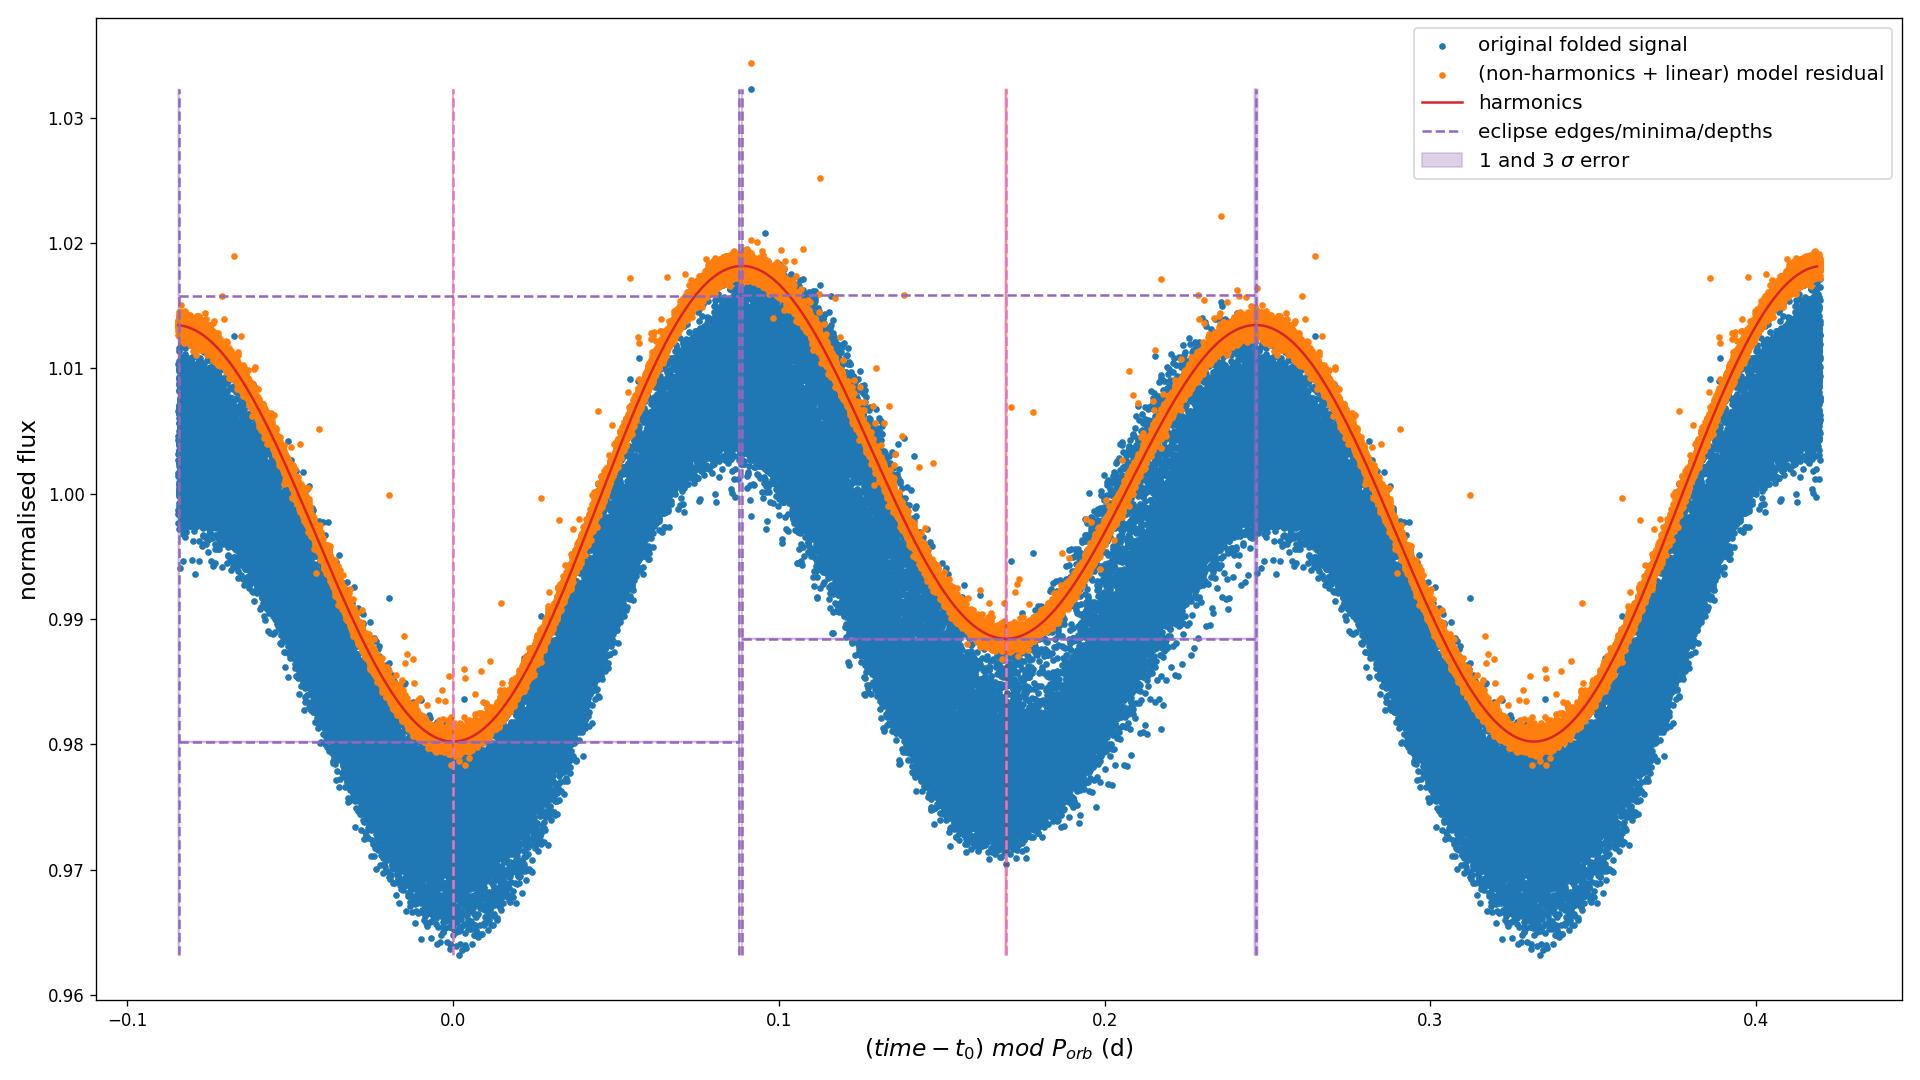 original folded signal
(non-harmonics + linear) model residual
harmonics
eclipse edges/minima/depths
1 and 3 σ error
normalised flux
1.03
1.02
1.01
1.00
0.99
0.98
0.97
0.96
−0.1
0.0
0.1
0.2
0.3
0.4
(time − t₀) mod Pₒᵣb (d)